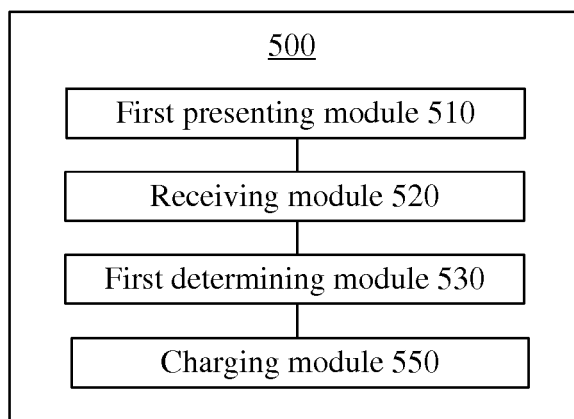 500
First presenting module 510
Receiving module 520
First determining module 530
Charging module 550